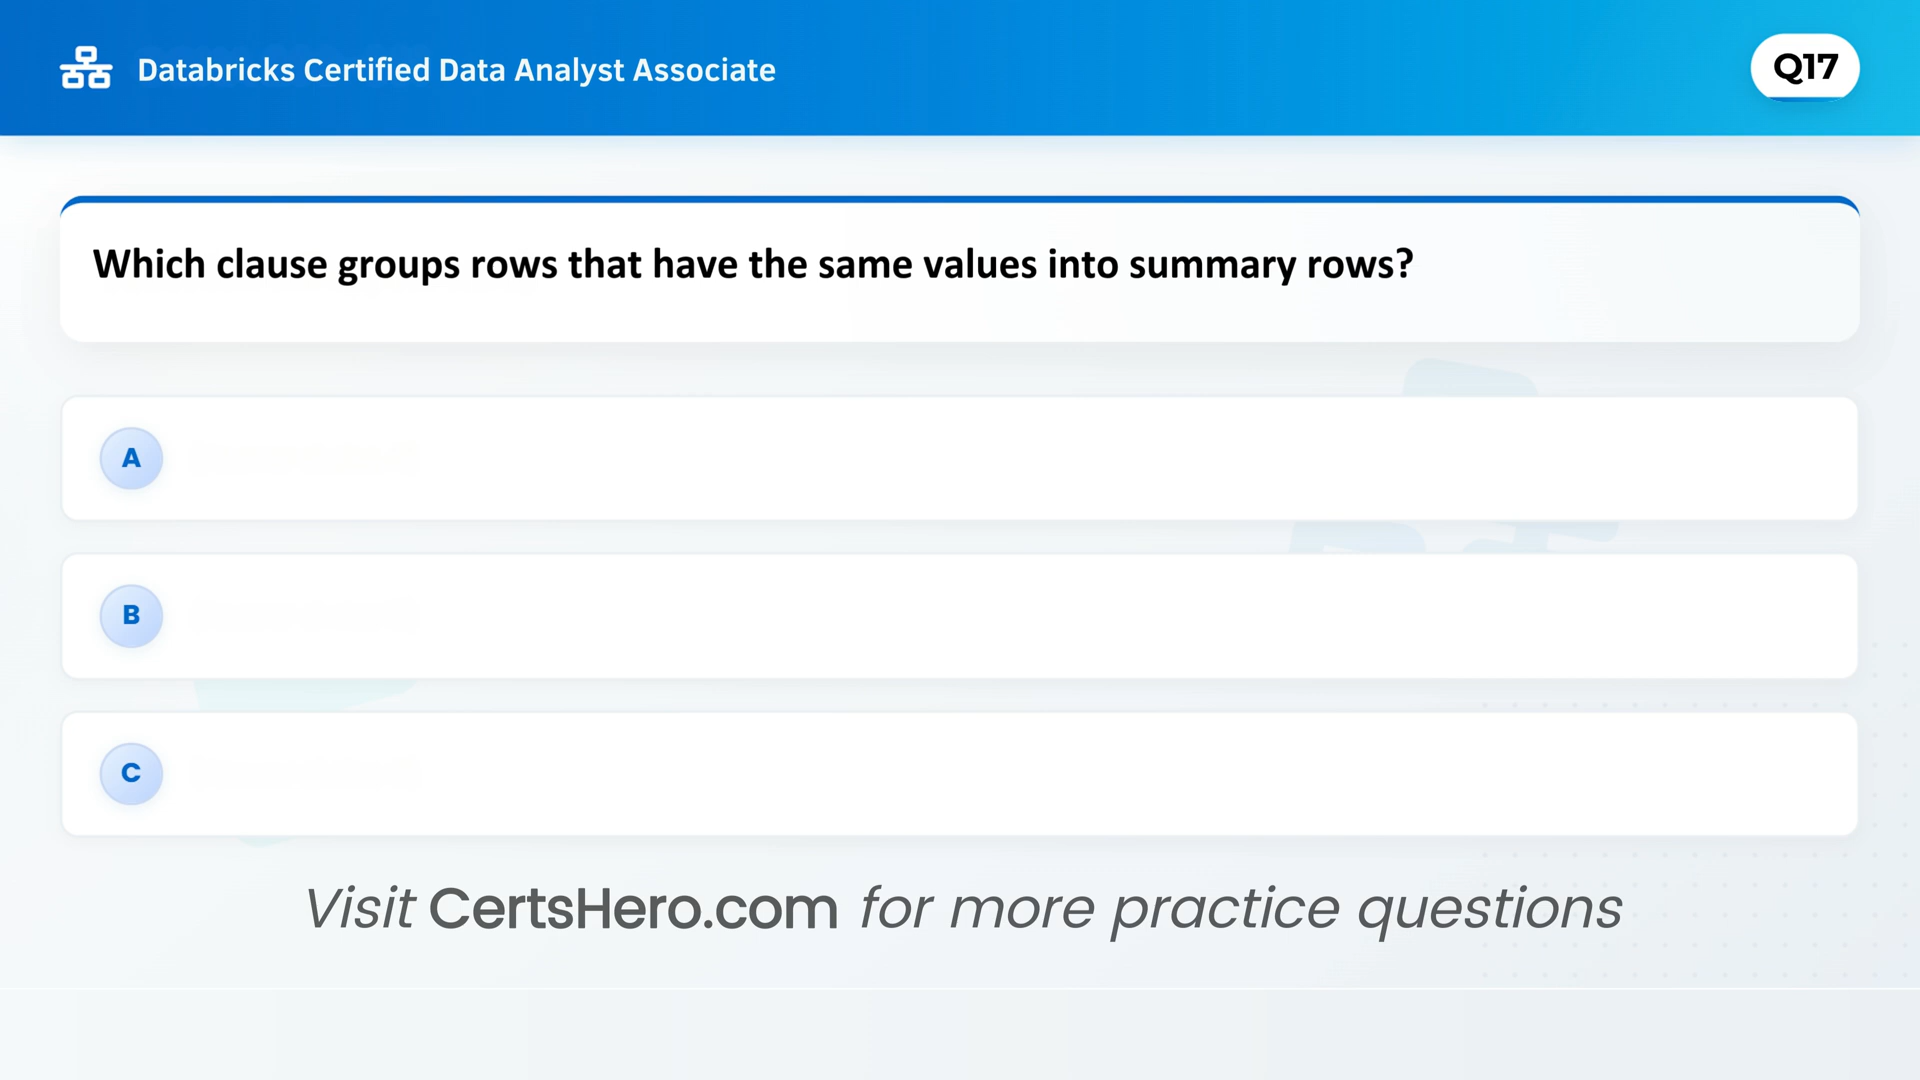 Databricks Certified Data Analyst Associate
Q17
Which clause groups rows that have the same values into summary rows?
A
B
C
Visit CertsHero.com for more practice questions